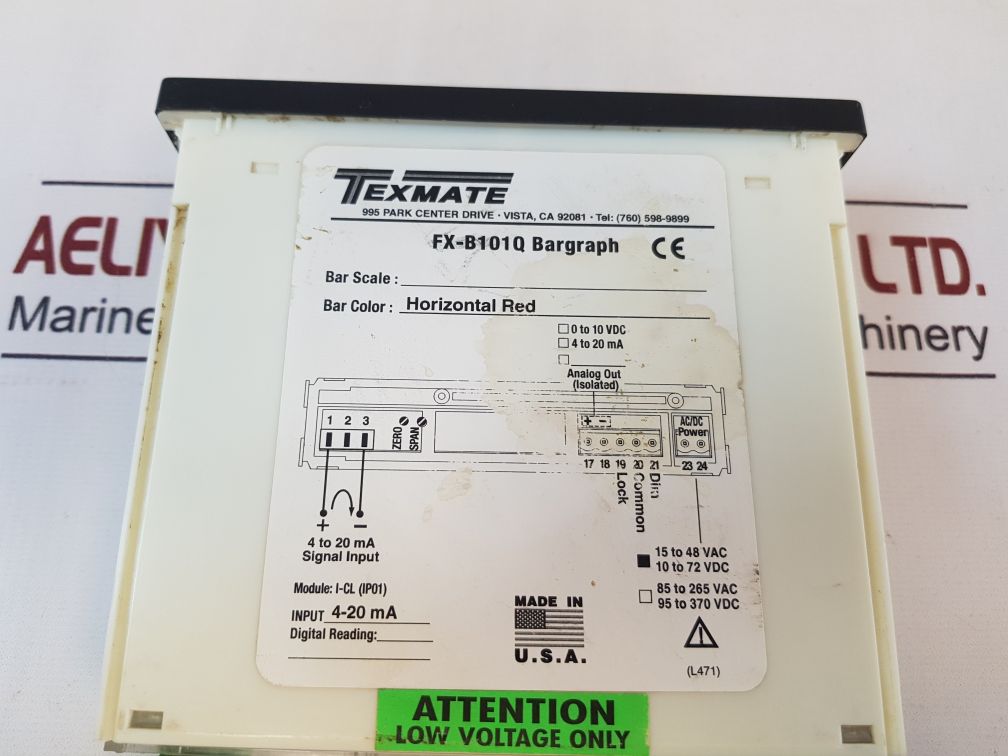 TEXMATE
995 PARK CENTER DRIVE · VISTA, CA 92081 · Tel: (760) 598-9899
FX-B101Q Bargraph CE
Bar Scale :
Bar Color : Horizontal Red
0 to 10 VDC
4 to 20 mA
Analog Out
(Isolated)
1 2 3
ZERO
SPAN
+ -
AC/DC
Power
17 18 19 20 21
23 24
Lock
Common
Dim
+ -
4 to 20 mA
Signal Input
15 to 48 VAC
10 to 72 VDC
85 to 265 VAC
95 to 370 VDC
Module: I-CL (IP01)
INPUT 4-20 mA
Digital Reading:
MADE IN
U.S.A.
(L471)
ATTENTION
LOW VOLTAGE ONLY
LTD.
Marine